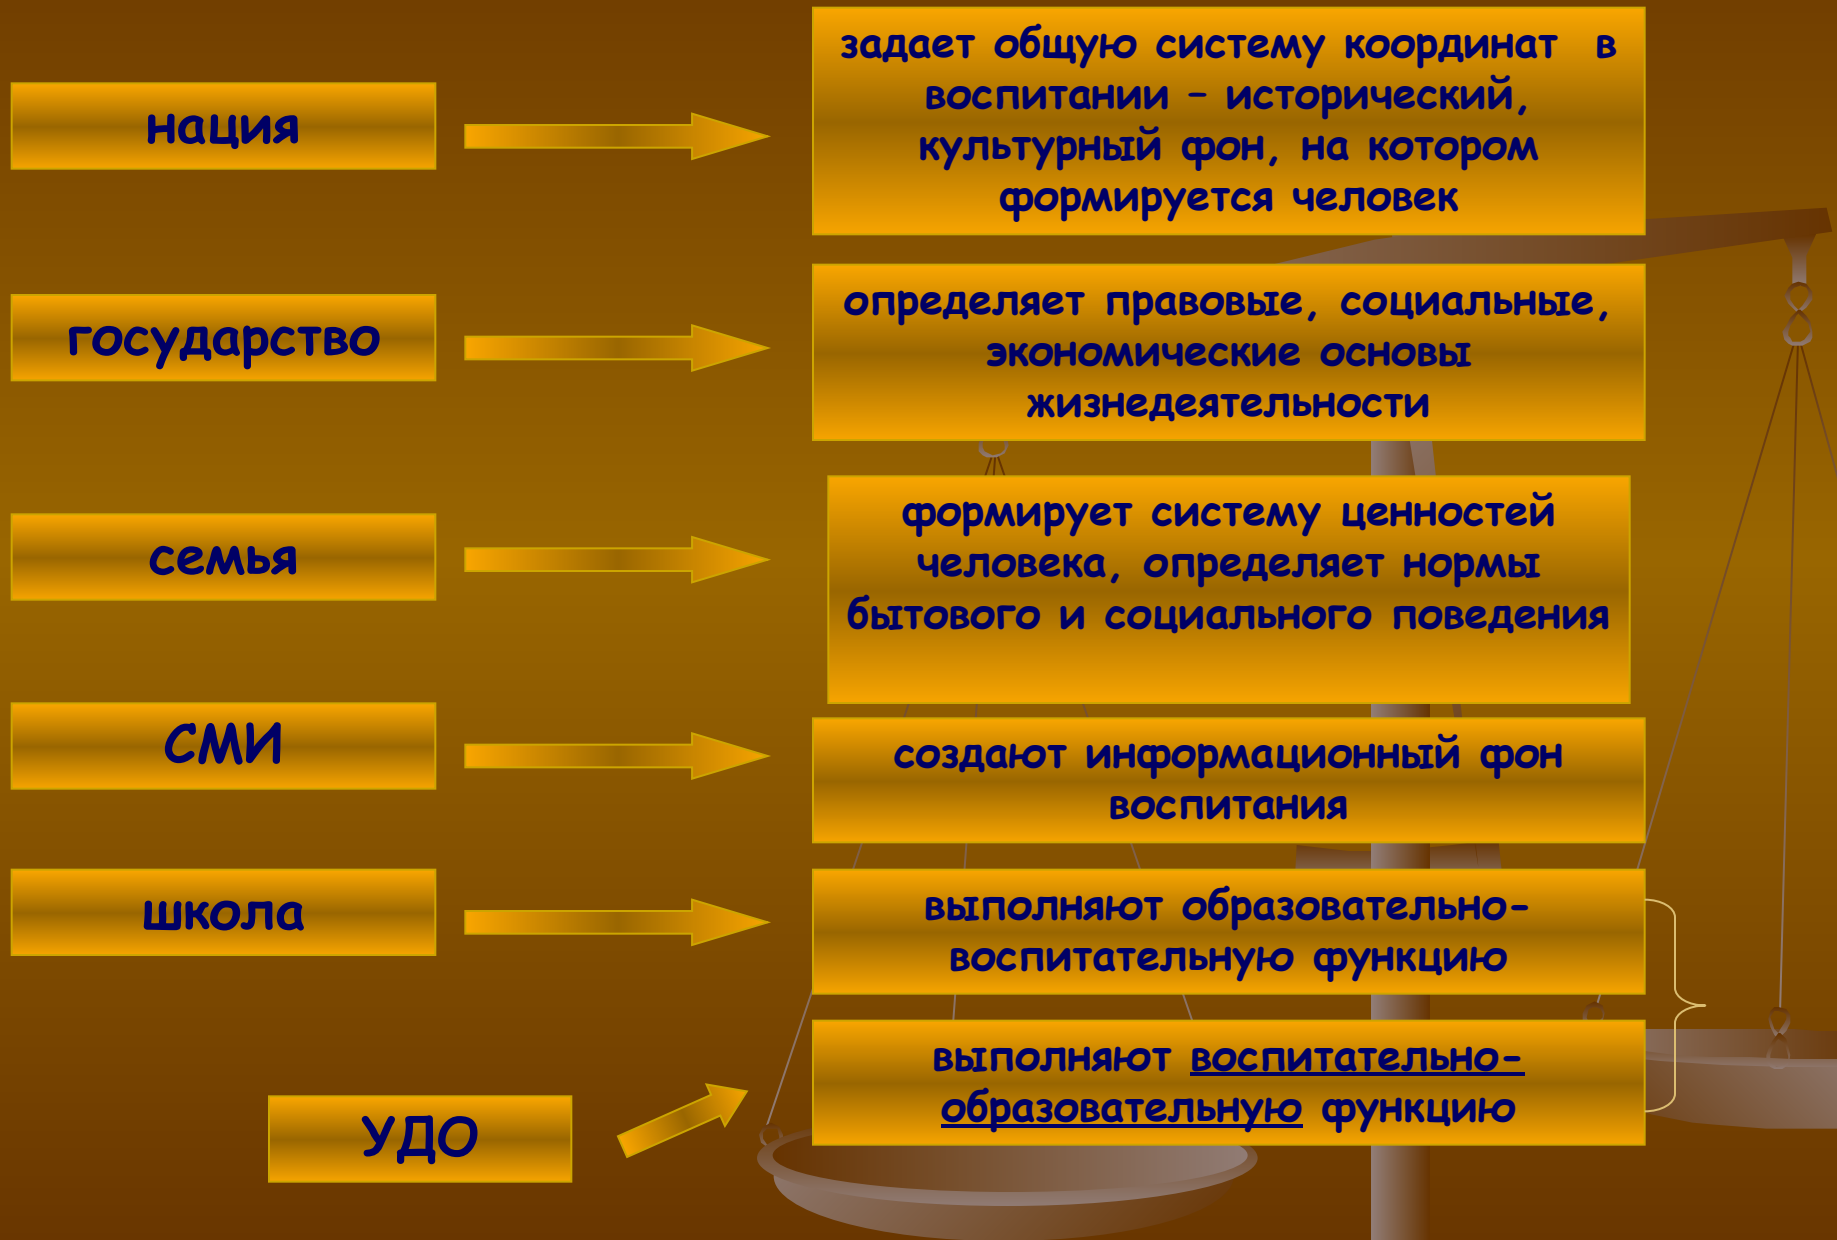 нация
задает общую систему координат в
воспитании – исторический,
культурный фон, на котором
формируется человек
государство
определяет правовые, социальные,
экономические основы
жизнедеятельности
семья
формирует систему ценностей
человека, определяет нормы
бытового и социального поведения
СМИ
создают информационный фон
воспитания
школа
выполняют образовательно-
воспитательную функцию
УДО
выполняют воспитательно-
образовательную функцию